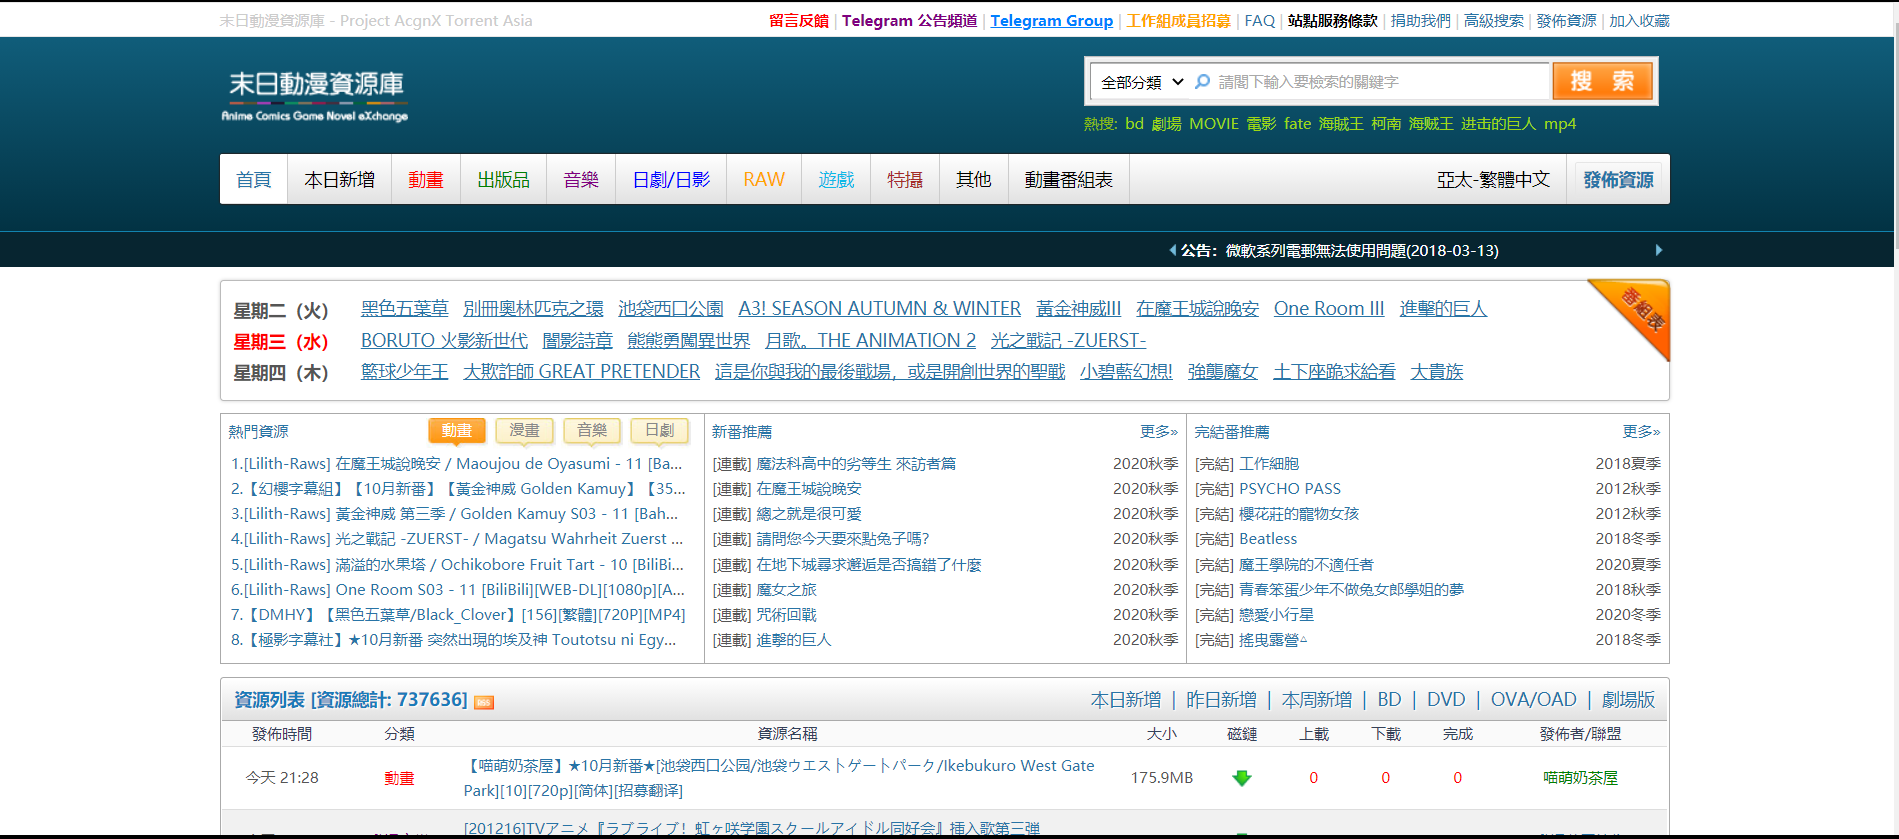 末日動漫資源庫 - Project AcgnX Torrent Asia
留言反饋 | Telegram 公告頻道 | Telegram Group | 工作組成員招募 | FAQ | 站點服務條款 | 捐助我們 | 高級搜索 | 發佈資源 | 加入收藏
末日動漫資源庫
Anime Comics Game Novel eXchange
全部分類 請閣下輸入要檢索的關鍵字 搜 索
熱搜: bd 劇場 MOVIE 電影 fate 海賊王 柯南 海贼王 进击的巨人 mp4
首頁 本日新增 動畫 出版品 音樂 日劇/日影 RAW 遊戲 特攝 其他 動畫番組表 亞太-繁體中文 發佈資源
公告: 微軟系列電郵無法使用問題(2018-03-13)
番組表
星期二（火） 黑色五葉草 別冊奧林匹克之環 池袋西口公園 A3! SEASON AUTUMN & WINTER 黃金神威III 在魔王城說晚安 One Room III 進擊的巨人
星期三（水） BORUTO 火影新世代 闇影詩章 熊熊勇闖異世界 月歌。THE ANIMATION 2 光之戰記 -ZUERST-
星期四（木） 籃球少年王 大欺詐師 GREAT PRETENDER 這是你與我的最後戰場，或是開創世界的聖戰 小碧藍幻想! 強襲魔女 土下座跪求給看 大貴族
熱門資源 動畫 漫畫 音樂 日劇
1.[Lilith-Raws] 在魔王城說晚安 / Maoujou de Oyasumi - 11 [Ba...
2.【幻櫻字幕組】【10月新番】【黃金神威 Golden Kamuy】【35...
3.[Lilith-Raws] 黃金神威 第三季 / Golden Kamuy S03 - 11 [Bah...
4.[Lilith-Raws] 光之戰記 -ZUERST- / Magatsu Wahrheit Zuerst ...
5.[Lilith-Raws] 滿溢的水果塔 / Ochikobore Fruit Tart - 10 [BiliBi...
6.[Lilith-Raws] One Room S03 - 11 [BiliBili][WEB-DL][1080p][A...
7.【DMHY】【黑色五葉草/Black_Clover】[156][繁體][720P][MP4]
8.【極影字幕社】★10月新番 突然出現的埃及神 Toutotsu ni Egy...
新番推薦 更多»
[連載] 魔法科高中的劣等生 來訪者篇 2020秋季
[連載] 在魔王城說晚安 2020秋季
[連載] 總之就是很可愛 2020秋季
[連載] 請問您今天要來點兔子嗎? 2020秋季
[連載] 在地下城尋求邂逅是否搞錯了什麼 2020秋季
[連載] 魔女之旅 2020秋季
[連載] 咒術回戰 2020秋季
[連載] 進擊的巨人 2020秋季
完結番推薦 更多»
[完結] 工作細胞 2018夏季
[完結] PSYCHO PASS 2012秋季
[完結] 櫻花莊的寵物女孩 2012秋季
[完結] Beatless 2018冬季
[完結] 魔王學院的不適任者 2020夏季
[完結] 青春笨蛋少年不做兔女郎學姐的夢 2018秋季
[完結] 戀愛小行星 2020冬季
[完結] 搖曳露營△ 2018冬季
資源列表 [資源總計: 737636] RSS
本日新增 | 昨日新增 | 本周新增 | BD | DVD | OVA/OAD | 劇場版
發佈時間 分類 資源名稱 大小 磁鏈 上載 下載 完成 發佈者/聯盟
今天 21:28 動畫 【喵萌奶茶屋】★10月新番★[池袋西口公园/池袋ウエストゲートパーク/Ikebukuro West Gate
Park][10][720p][简体][招募翻译] 175.9MB 0 0 0 喵萌奶茶屋
[201216]TVアニメ『ラブライブ! 虹ヶ咲学園スクールアイドル同好会』挿入歌第三弾